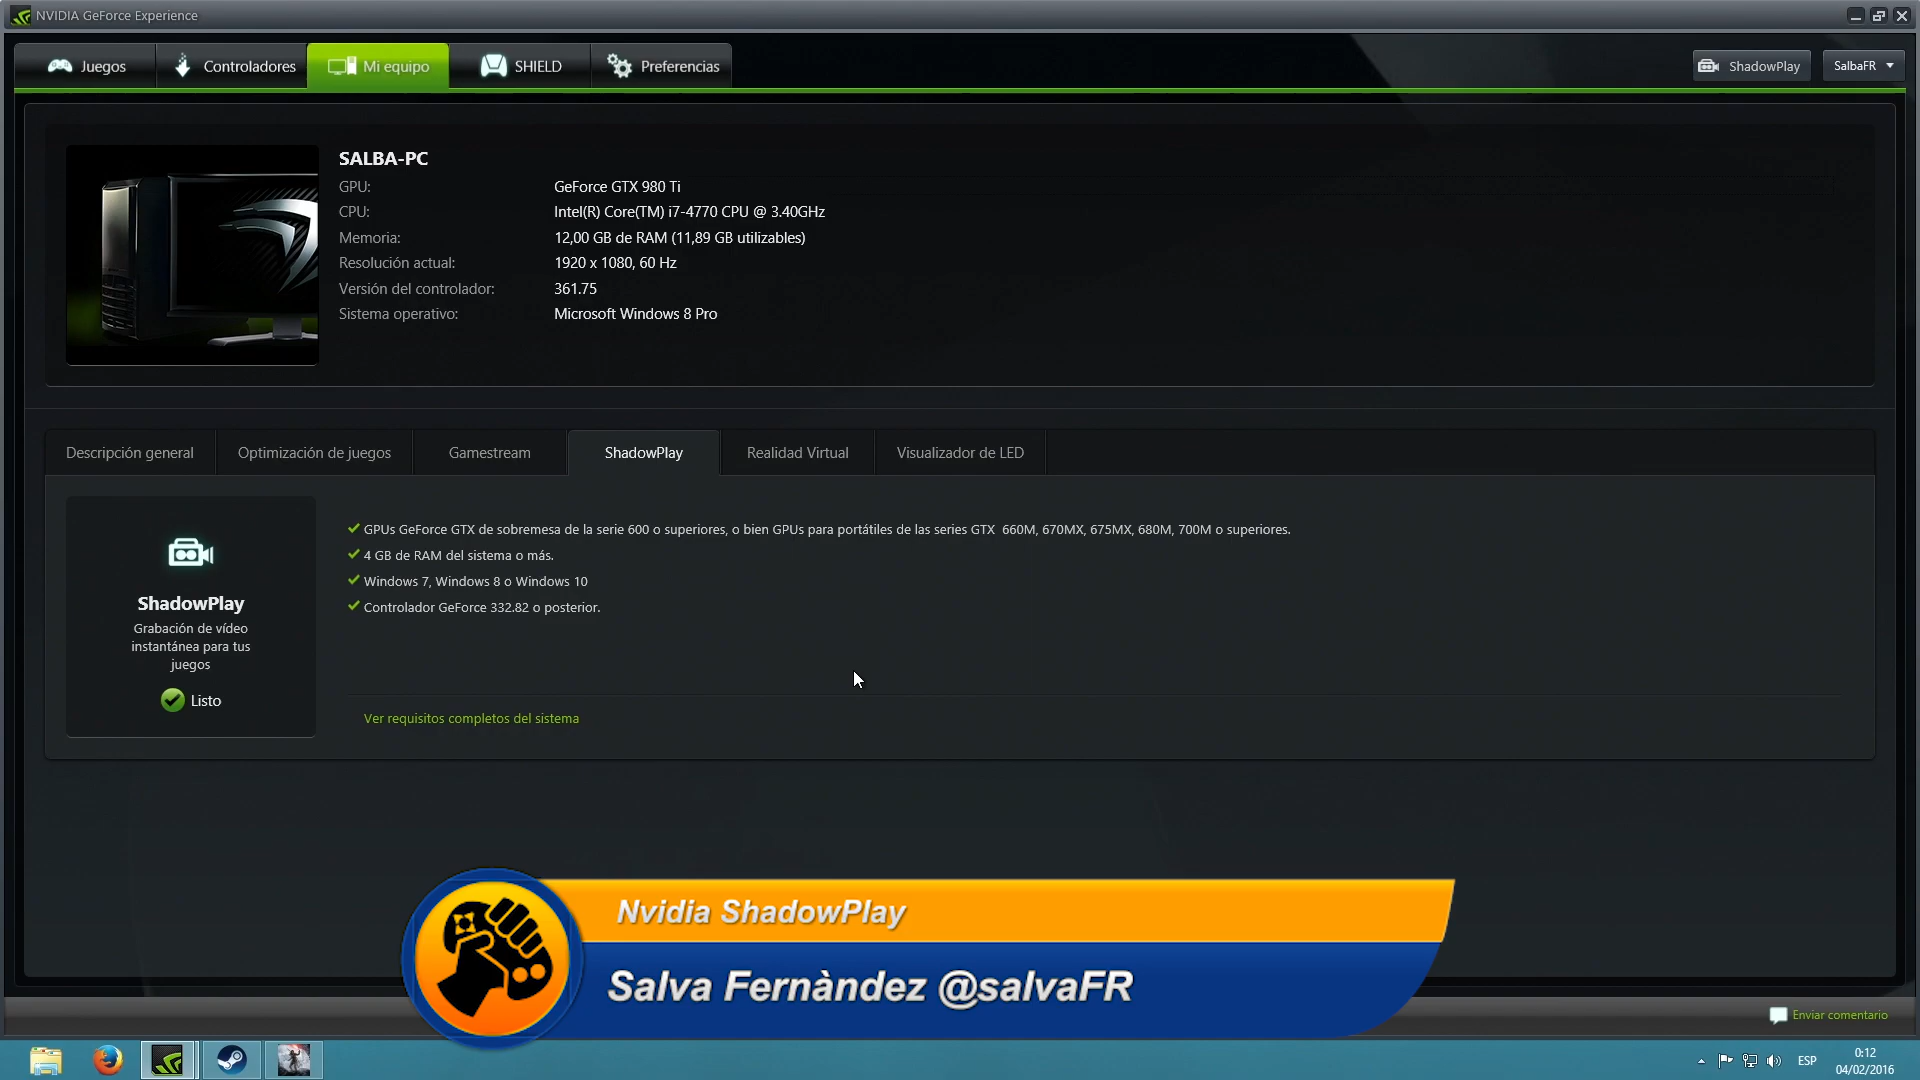 NVIDIA GeForce Experience
Juegos
Controladores
Mi equipo
SHIELD
Preferencias
ShadowPlay
SalbaFR
SALBA-PC
GPU: GeForce GTX 980 Ti
CPU: Intel(R) Core(TM) i7-4770 CPU @ 3.40GHz
Memoria: 12,00 GB de RAM (11,89 GB utilizables)
Resolución actual: 1920 x 1080, 60 Hz
Versión del controlador: 361.75
Sistema operativo: Microsoft Windows 8 Pro
Descripción general
Optimización de juegos
Gamestream
ShadowPlay
Realidad Virtual
Visualizador de LED
ShadowPlay
Grabación de vídeo
instantánea para tus
juegos
Listo
GPUs GeForce GTX de sobremesa de la serie 600 o superiores, o bien GPUs para portátiles de las series GTX 660M, 670MX, 675MX, 680M, 700M o superiores.
4 GB de RAM del sistema o más.
Windows 7, Windows 8 o Windows 10
Controlador GeForce 332.82 o posterior.
Ver requisitos completos del sistema
Nvidia ShadowPlay
Salva Fernàndez @salvaFR
Enviar comentario
ESP
0:12
04/02/2016